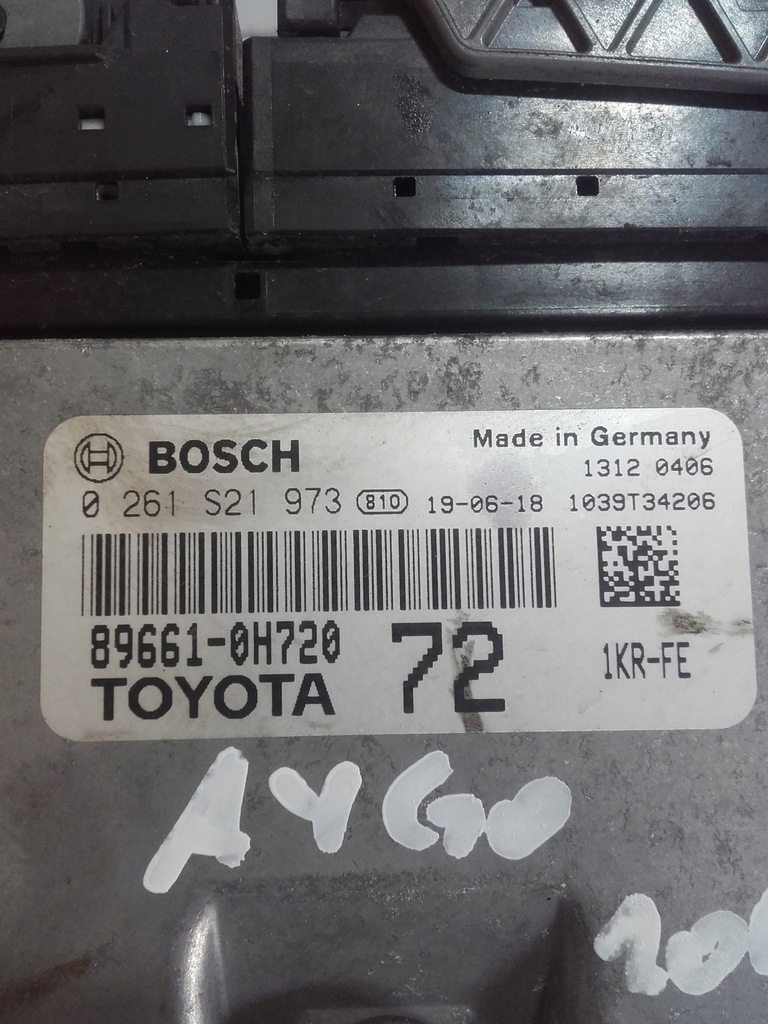 BOSCH
Made in Germany
1312 0406
0 261 S21 973 810 19-06-18 1039T34206
89661-0H720
72
1KR-FE
TOYOTA
AYGO